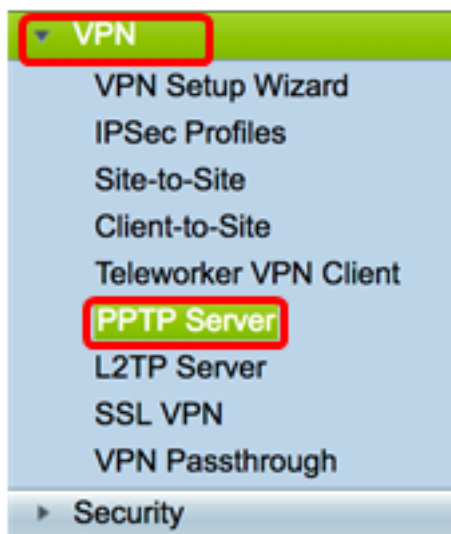 VPN
VPN Setup Wizard
IPSec Profiles
Site-to-Site
Client-to-Site
Teleworker VPN Client
PPTP Server
L2TP Server
SSL VPN
VPN Passthrough
Security